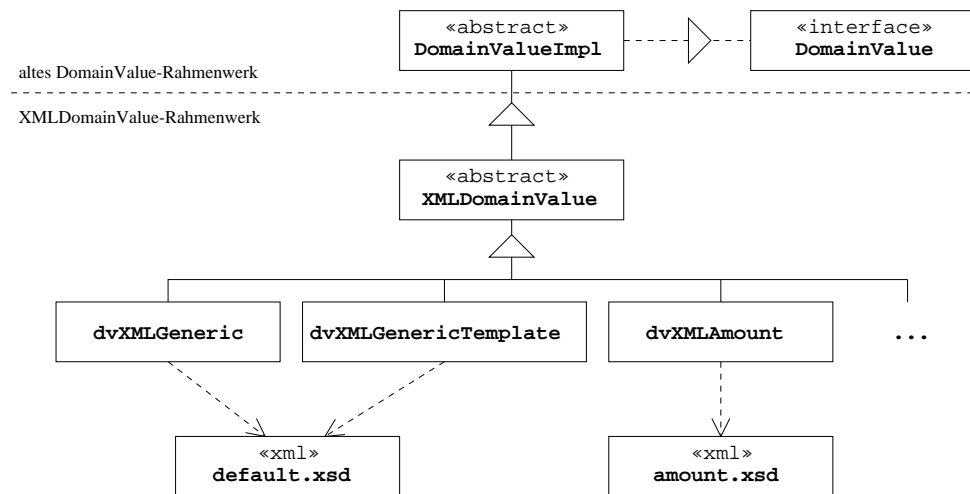 «abstract»
DomainValueImpl
«interface»
DomainValue
altes DomainValue-Rahmenwerk
XMLDomainValue-Rahmenwerk
«abstract»
XMLDomainValue
dvXMLGeneric
dvXMLGenericTemplate
dvXMLAmount
...
«xml»
default.xsd
«xml»
amount.xsd